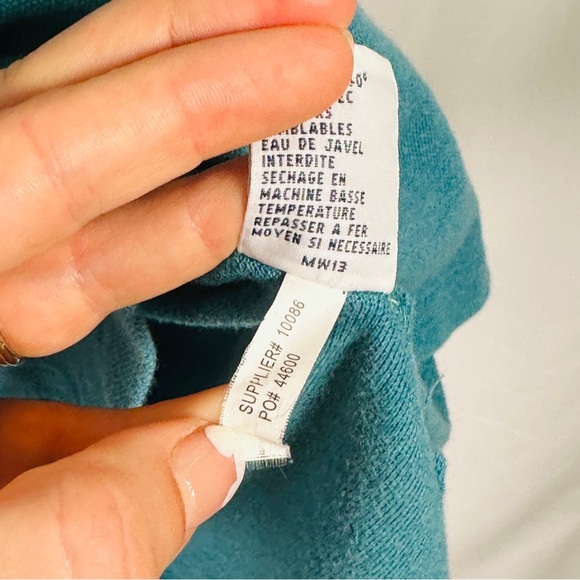 EAU DE JAVEL
INTERDITE
SECHAGE EN
MACHINE BASSE
TEMPERATURE
REPASSER A FER
MOYEN SI NECESSAIRE
MW13
SUPPLIER# 10086
PO# 44600